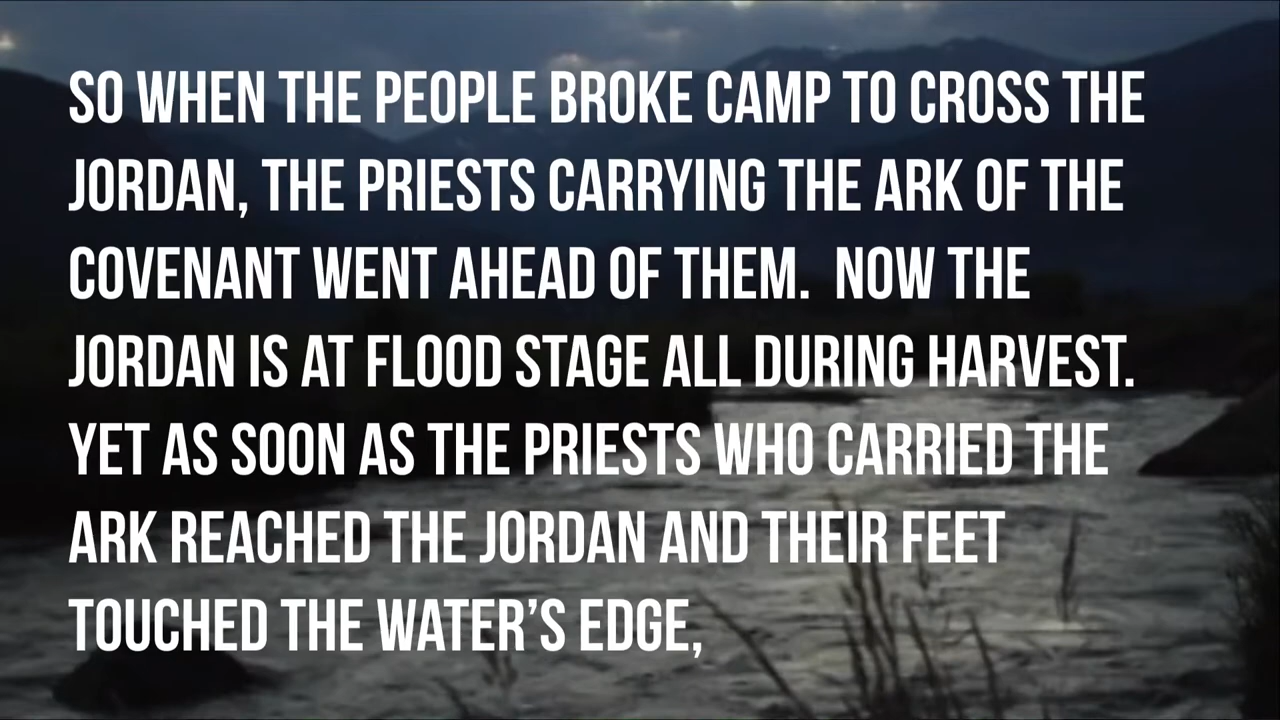 SO WHEN THE PEOPLE BROKE CAMP TO CROSS THE
JORDAN, THE PRIESTS CARRYING THE ARK OF THE
COVENANT WENT AHEAD OF THEM.  NOW THE
JORDAN IS AT FLOOD STAGE ALL DURING HARVEST.
YET AS SOON AS THE PRIESTS WHO CARRIED THE
ARK REACHED THE JORDAN AND THEIR FEET
TOUCHED THE WATER’S EDGE,